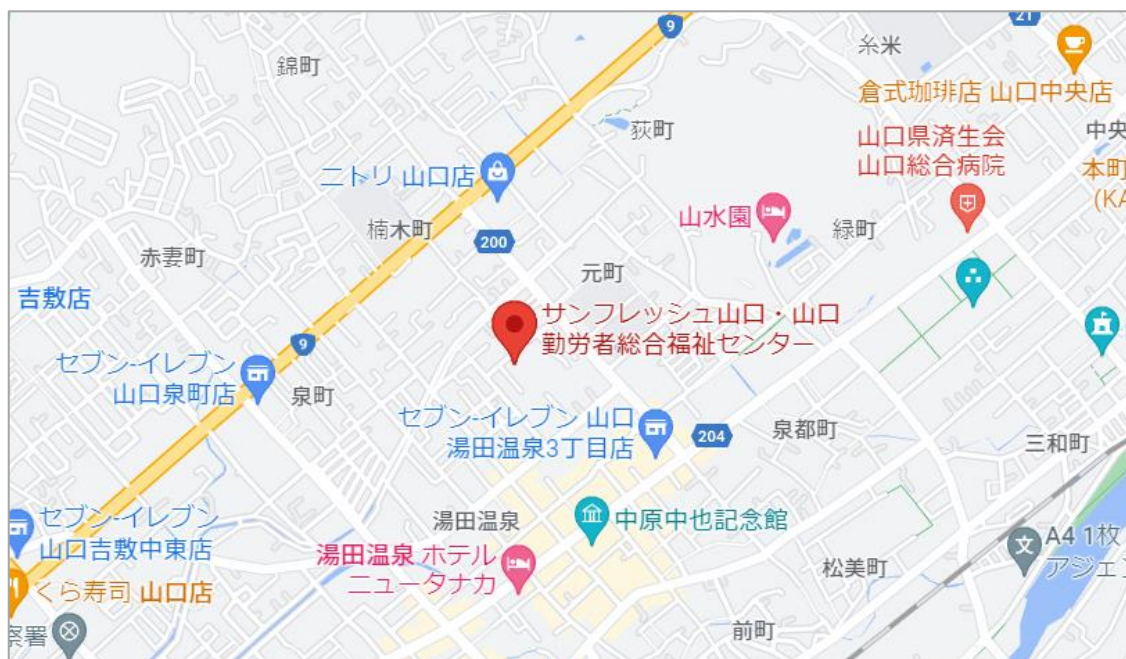 9
21
糸米
錦町
倉式珈琲店 山口中央店
荻町
山口県済生会
山口総合病院
中央
本町
(KA
ニトリ 山口店
山水園
緑町
楠木町
200
赤妻町
元町
吉敷店
サンフレッシュ山口・山口
勤労者総合福祉センター
9
セブン-イレブン
山口泉町店
泉町
セブン-イレブン 山口
湯田温泉3丁目店
204
泉都町
三和町
湯田温泉
中原中也記念館
セブン-イレブン
山口吉敷中東店
湯田温泉 ホテル
ニュータナカ
A4 1枚
アジェン
松美町
くら寿司 山口店
前町
察署